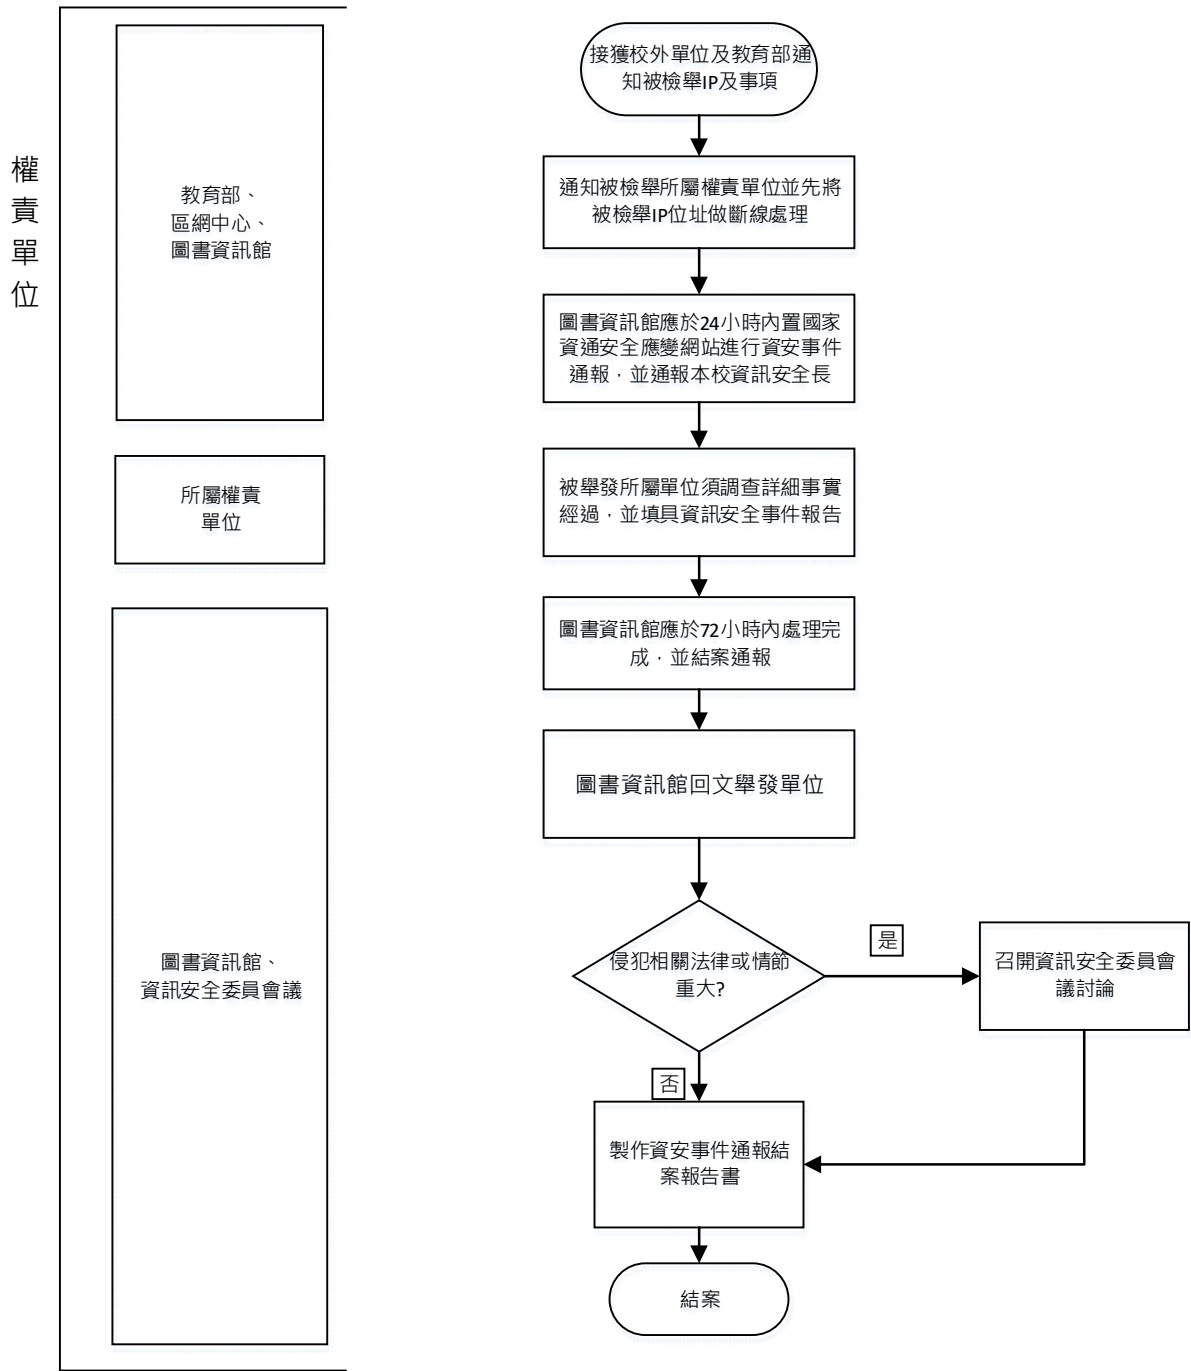 權
責
單
位
教育部、
區網中心、
圖書資訊館
所屬權責
單位
圖書資訊館、
資訊安全委員會議
接獲校外單位及教育部通
知被檢舉IP及事項
通知被檢舉所屬權責單位並先將
被檢舉IP位址做斷線處理
圖書資訊館應於24小時內置國家
資通安全應變網站進行資安事件
通報，並通報本校資訊安全長
被舉發所屬單位須調查詳細事實
經過，並填具資訊安全事件報告
圖書資訊館應於72小時內處理完
成，並結案通報
圖書資訊館回文舉發單位
侵犯相關法律或情節
重大?
是
召開資訊安全委員會
議討論
否
製作資安事件通報結
案報告書
結案